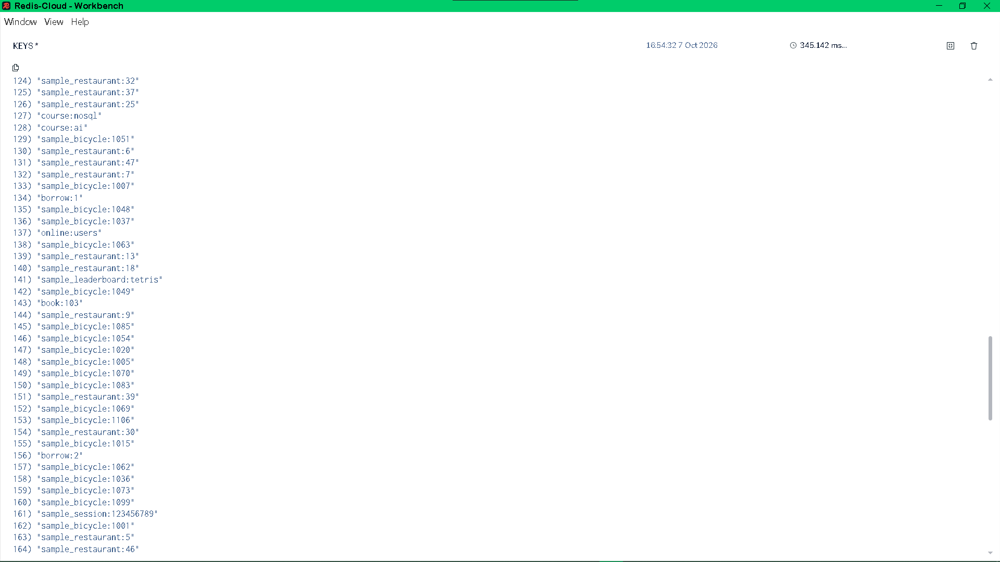 Redis-Cloud - Workbench
Window View Help
KEYS *
16:54:32 7 Oct 2026
345.142 ms...
124) "sample_restaurant:32"
125) "sample_restaurant:37"
126) "sample_restaurant:25"
127) "course:nosql"
128) "course:ai"
129) "sample_bicycle:1051"
130) "sample_restaurant:6"
131) "sample_restaurant:47"
132) "sample_restaurant:7"
133) "sample_bicycle:1007"
134) "borrow:1"
135) "sample_bicycle:1048"
136) "sample_bicycle:1037"
137) "online:users"
138) "sample_bicycle:1063"
139) "sample_restaurant:13"
140) "sample_restaurant:18"
141) "sample_leaderboard:tetris"
142) "sample_bicycle:1049"
143) "book:103"
144) "sample_restaurant:9"
145) "sample_bicycle:1085"
146) "sample_bicycle:1054"
147) "sample_bicycle:1020"
148) "sample_bicycle:1005"
149) "sample_bicycle:1070"
150) "sample_bicycle:1083"
151) "sample_restaurant:39"
152) "sample_bicycle:1069"
153) "sample_bicycle:1106"
154) "sample_restaurant:30"
155) "sample_bicycle:1015"
156) "borrow:2"
157) "sample_bicycle:1062"
158) "sample_bicycle:1036"
159) "sample_bicycle:1073"
160) "sample_bicycle:1099"
161) "sample_session:123456789"
162) "sample_bicycle:1001"
163) "sample_restaurant:5"
164) "sample_restaurant:46"